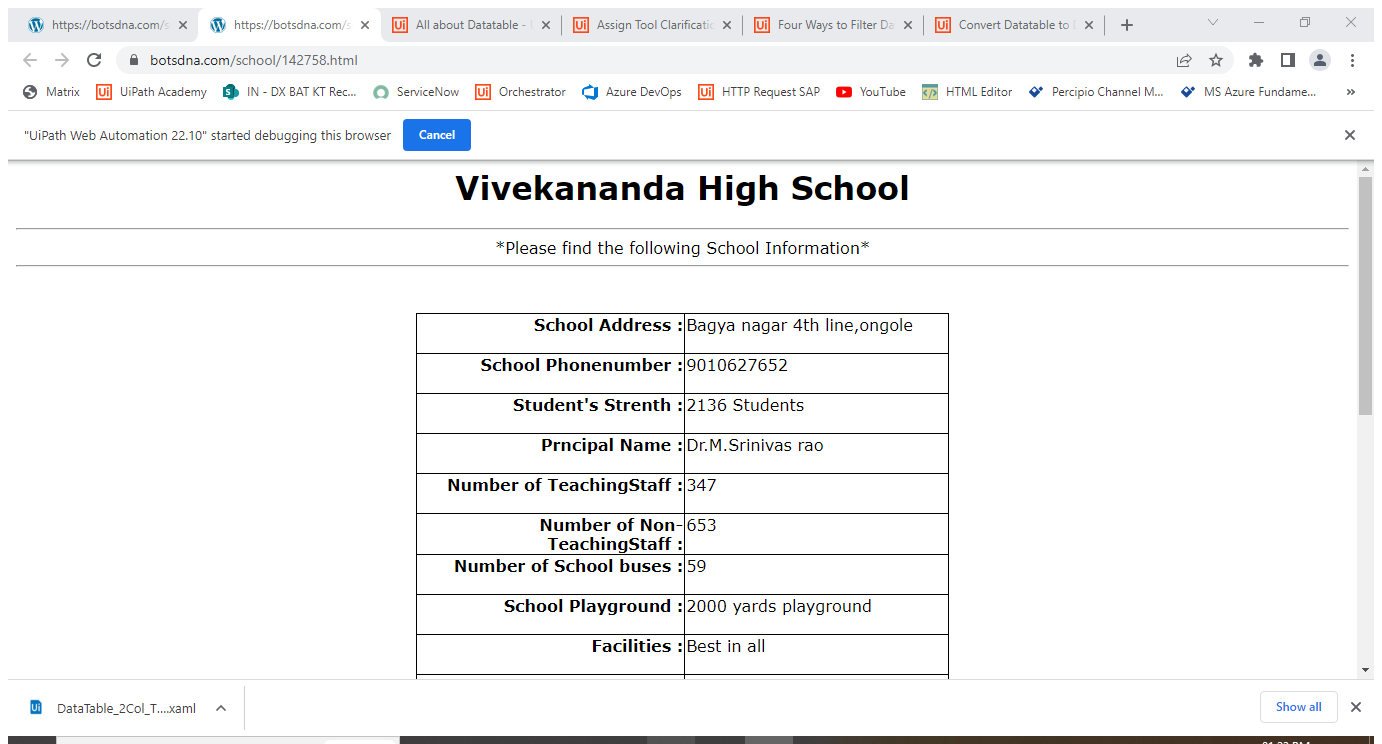 https://botsdna.com/s
https://botsdna.com/s
All about Datatable -
Assign Tool Clarificatic
Four Ways to Filter Da
Convert Datatable to
botsdna.com/school/142758.html
Matrix UiPath Academy IN - DX BAT KT Rec... ServiceNow Orchestrator Azure DevOps HTTP Request SAP YouTube HTML Editor Percipio Channel M... MS Azure Fundame... »
"UiPath Web Automation 22.10" started debugging this browser Cancel
Vivekananda High School
*Please find the following School Information*
School Address : Bagya nagar 4th line,ongole
School Phonenumber : 9010627652
Student's Strenth : 2136 Students
Prncipal Name : Dr.M.Srinivas rao
Number of TeachingStaff : 347
Number of Non- 653
TeachingStaff :
Number of School buses : 59
School Playground : 2000 yards playground
Facilities : Best in all
DataTable_2Col_T....xaml
Show all